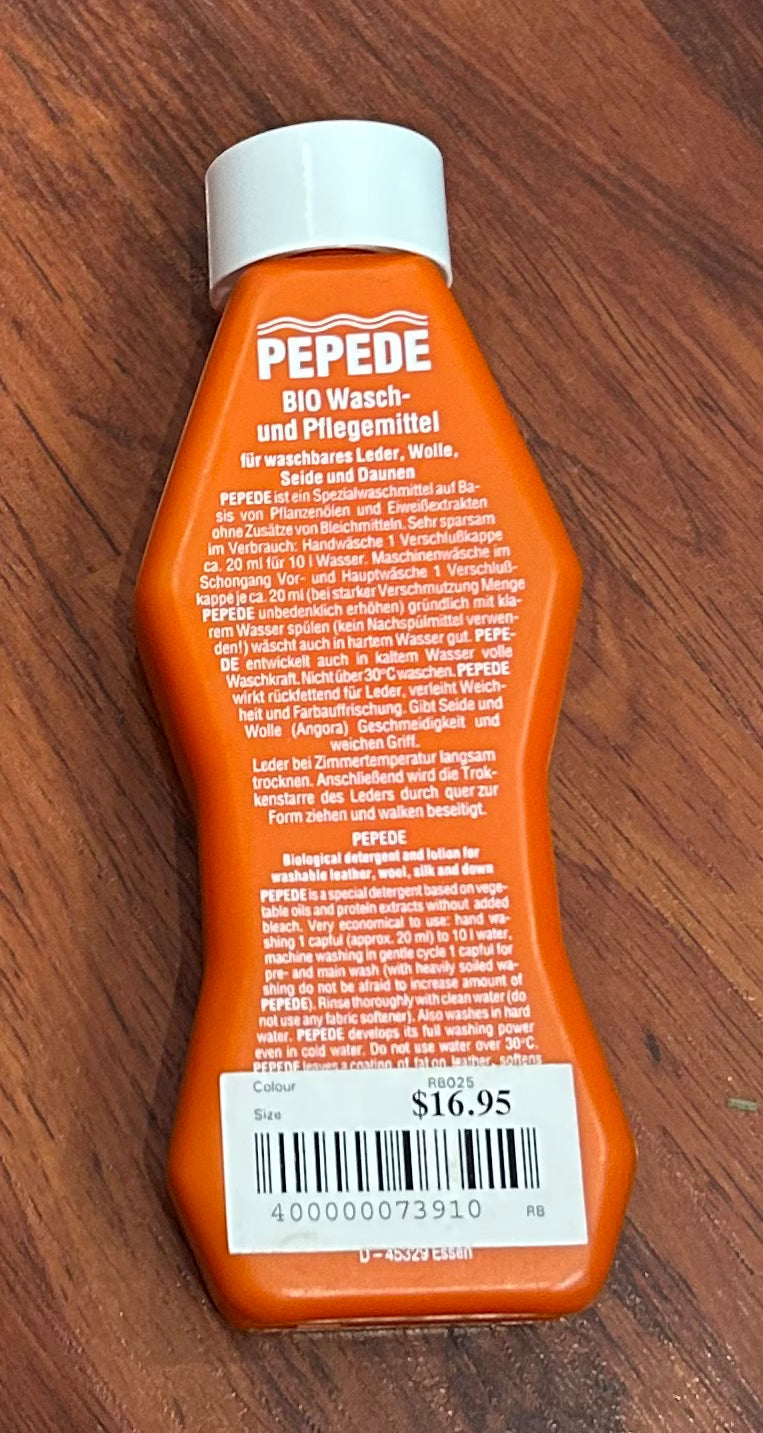 PEPEDE
BIO Wasch-
und Pflegemittel
für waschbares Leder, Wolle,
Seide und Daunen
PEPEDE ist ein Spezialwaschmittel auf Ba-
sis von Pflanzenölen und Eiweißextrakten
ohne Zusätze von Bleichmitteln. Sehr sparsam
im Verbrauch: Handwäsche 1 Verschlußkappe
ca. 20 ml für 10 l Wasser. Maschinenwäsche im
Schongang Vor- und Hauptwäsche 1 Verschluß-
kappe je ca. 20 ml (bei starker Verschmutzung Menge
PEPEDE unbedenklich erhöhen) gründlich mit kla-
rem Wasser spülen (kein Nachspülmittel verwen-
den!) wäscht auch in hartem Wasser gut. PEPE-
DE entwickelt auch in kaltem Wasser volle
Waschkraft. Nicht über 30°C waschen. PEPEDE
wirkt rückfettend für Leder, verleiht Weich-
heit und Farbauffrischung. Gibt Seide und
Wolle (Angora) Geschmeidigkeit und
weichen Griff.
Leder bei Zimmertemperatur langsam
trocknen. Anschließend wird die Trok-
kenstarre des Leders durch quer zur
Form ziehen und walken beseitigt.
PEPEDE
Biological detergent and lotion for
washable leather, wool, silk and down
PEPEDE is a special detergent based on vege-
table oils and protein extracts without added
bleach. Very economical to use: hand wa-
shing 1 capful (approx. 20 ml) to 10 l water,
machine washing in gentle cycle 1 capful for
pre- and main wash (with heavily soiled wa-
shing do not be afraid to increase amount of
PEPEDE). Rinse thoroughly with clean water (do
not use any fabric softener). Also washes in hard
water. PEPEDE develops its full washing power
even in cold water. Do not use water over 30°C.
PEPEDE leaves a coating of fat on leather, softens
Colour RB025
Size $16.95
400000073910 RB
D – 45329 Essen